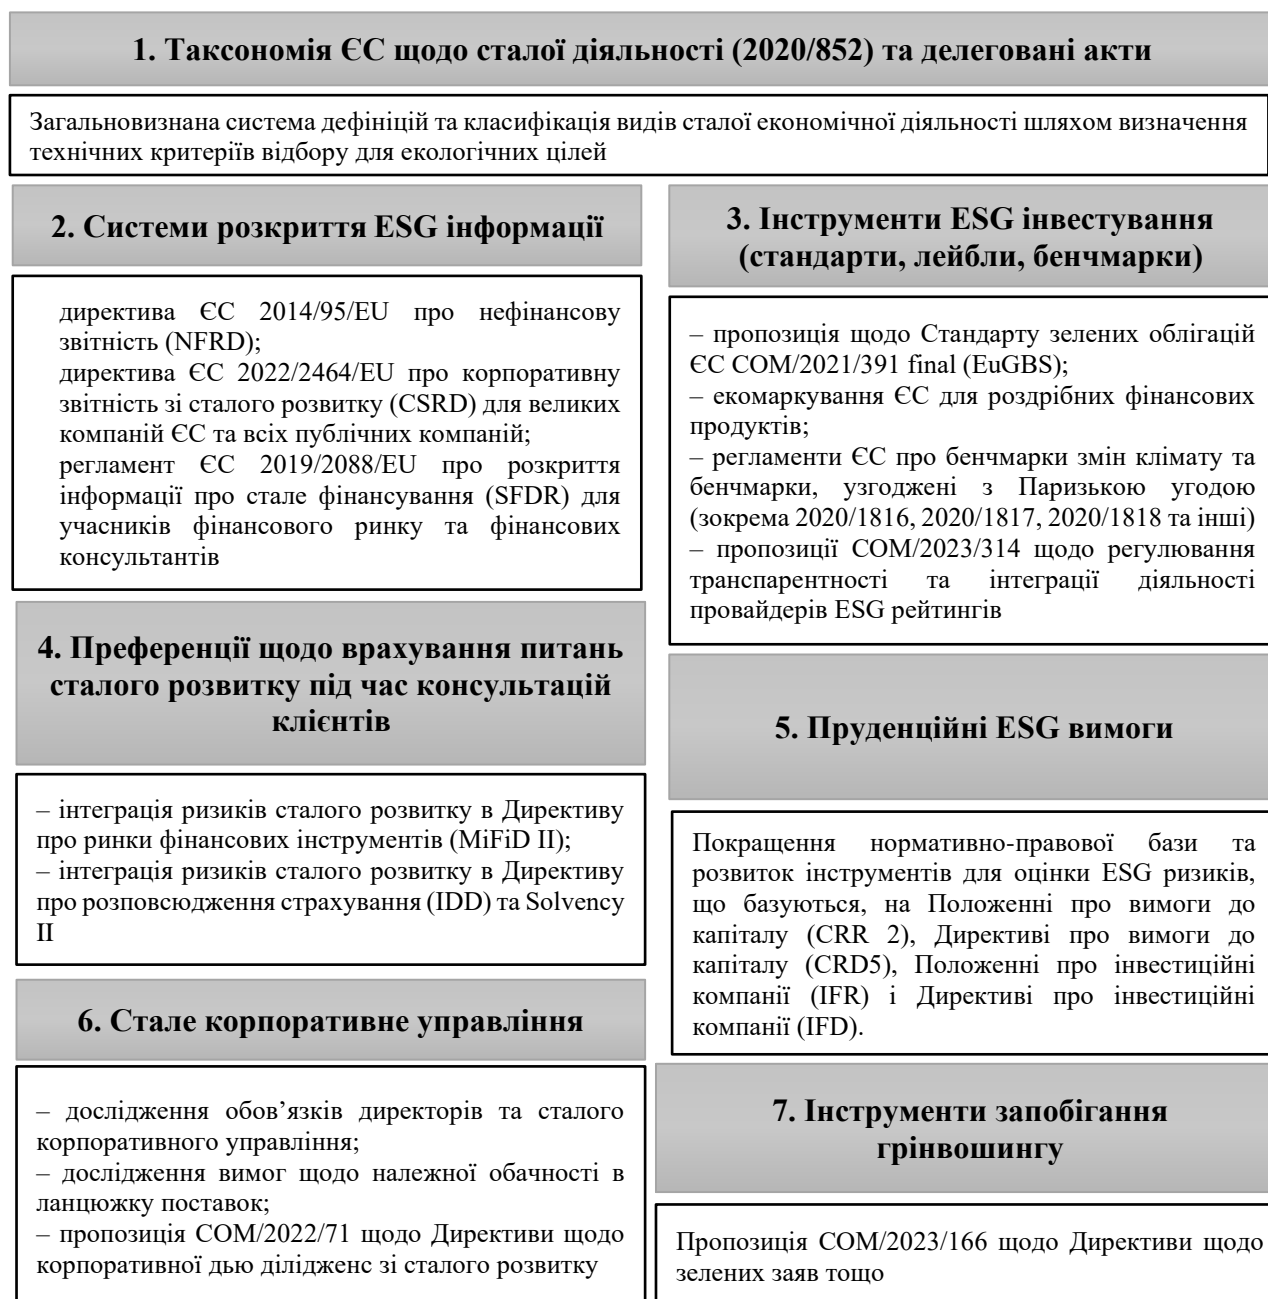 1. Таксономія ЄС щодо сталої діяльності (2020/852) та делеговані акти
Загальновизнана система дефініцій та класифікація видів сталої економічної діяльності шляхом визначення
технічних критеріїв відбору для екологічних цілей
2. Системи розкриття ESG інформації
директива ЄС 2014/95/EU про нефінансову
звітність (NFRD);
директива ЄС 2022/2464/EU про корпоративну
звітність зі сталого розвитку (CSRD) для великих
компаній ЄС та всіх публічних компаній;
регламент ЄС 2019/2088/EU про розкриття
інформації про стале фінансування (SFDR) для
учасників фінансового ринку та фінансових
консультантів
3. Інструменти ESG інвестування
(стандарти, лейбли, бенчмарки)
– пропозиція щодо Стандарту зелених облігацій
ЄС COM/2021/391 final (EuGBS);
– екомаркування ЄС для роздрібних фінансових
продуктів;
– регламенти ЄС про бенчмарки змін клімату та
бенчмарки, узгоджені з Паризькою угодою
(зокрема 2020/1816, 2020/1817, 2020/1818 та інші)
– пропозиції COM/2023/314 щодо регулювання
транспарентності та інтеграції діяльності
провайдерів ESG рейтингів
4. Преференції щодо врахування питань
сталого розвитку під час консультацій
клієнтів
– інтеграція ризиків сталого розвитку в Директиву
про ринки фінансових інструментів (MiFiD II);
– інтеграція ризиків сталого розвитку в Директиву
про розповсюдження страхування (IDD) та Solvency
II
5. Пруденційні ESG вимоги
Покращення нормативно-правової бази та
розвиток інструментів для оцінки ESG ризиків,
що базуються, на Положенні про вимоги до
капіталу (CRR 2), Директиві про вимоги до
капіталу (CRD5), Положенні про інвестиційні
компанії (IFR) і Директиві про інвестиційні
компанії (IFD).
6. Стале корпоративне управління
– дослідження обов’язків директорів та сталого
корпоративного управління;
– дослідження вимог щодо належної обачності в
ланцюжку поставок;
– пропозиція COM/2022/71 щодо Директиви щодо
корпоративної дью ділідженс зі сталого розвитку
7. Інструменти запобігання
грінвошингу
Пропозиція COM/2023/166 щодо Директиви щодо
зелених заяв тощо